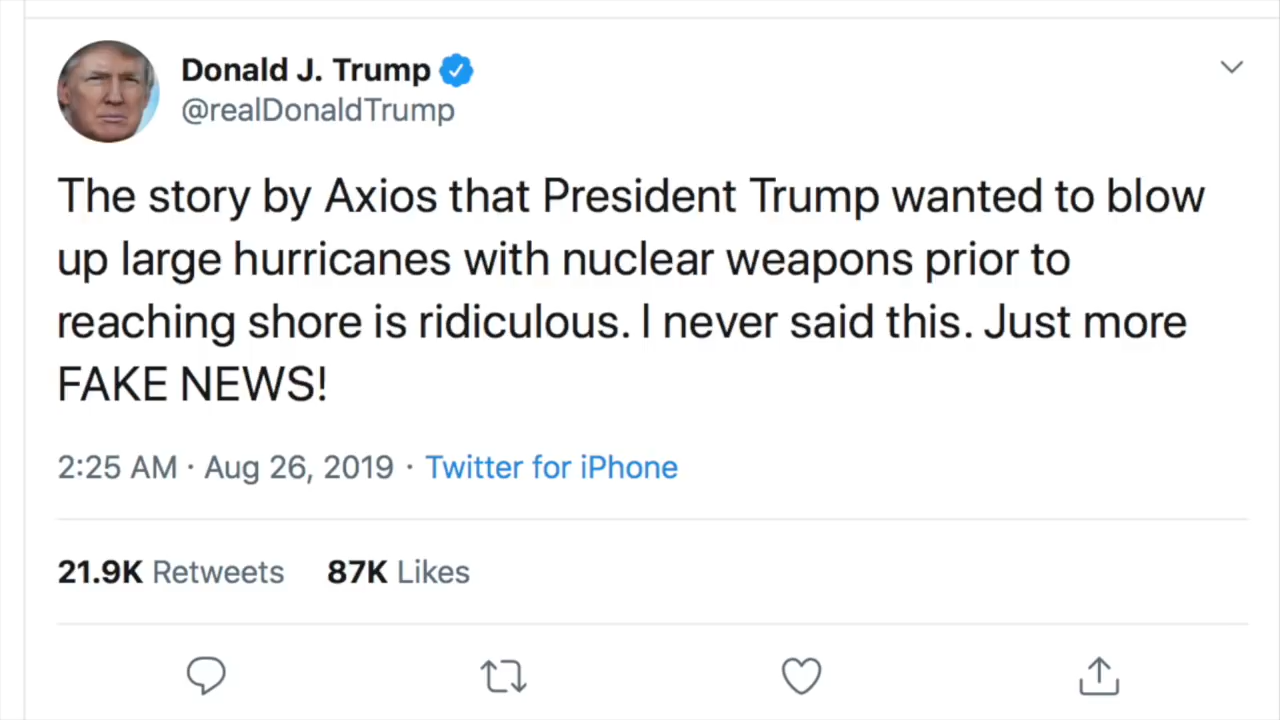 Donald J. Trump
@realDonaldTrump
The story by Axios that President Trump wanted to blow
up large hurricanes with nuclear weapons prior to
reaching shore is ridiculous. I never said this. Just more
FAKE NEWS!
2:25 AM · Aug 26, 2019 · Twitter for iPhone
21.9K Retweets 87K Likes